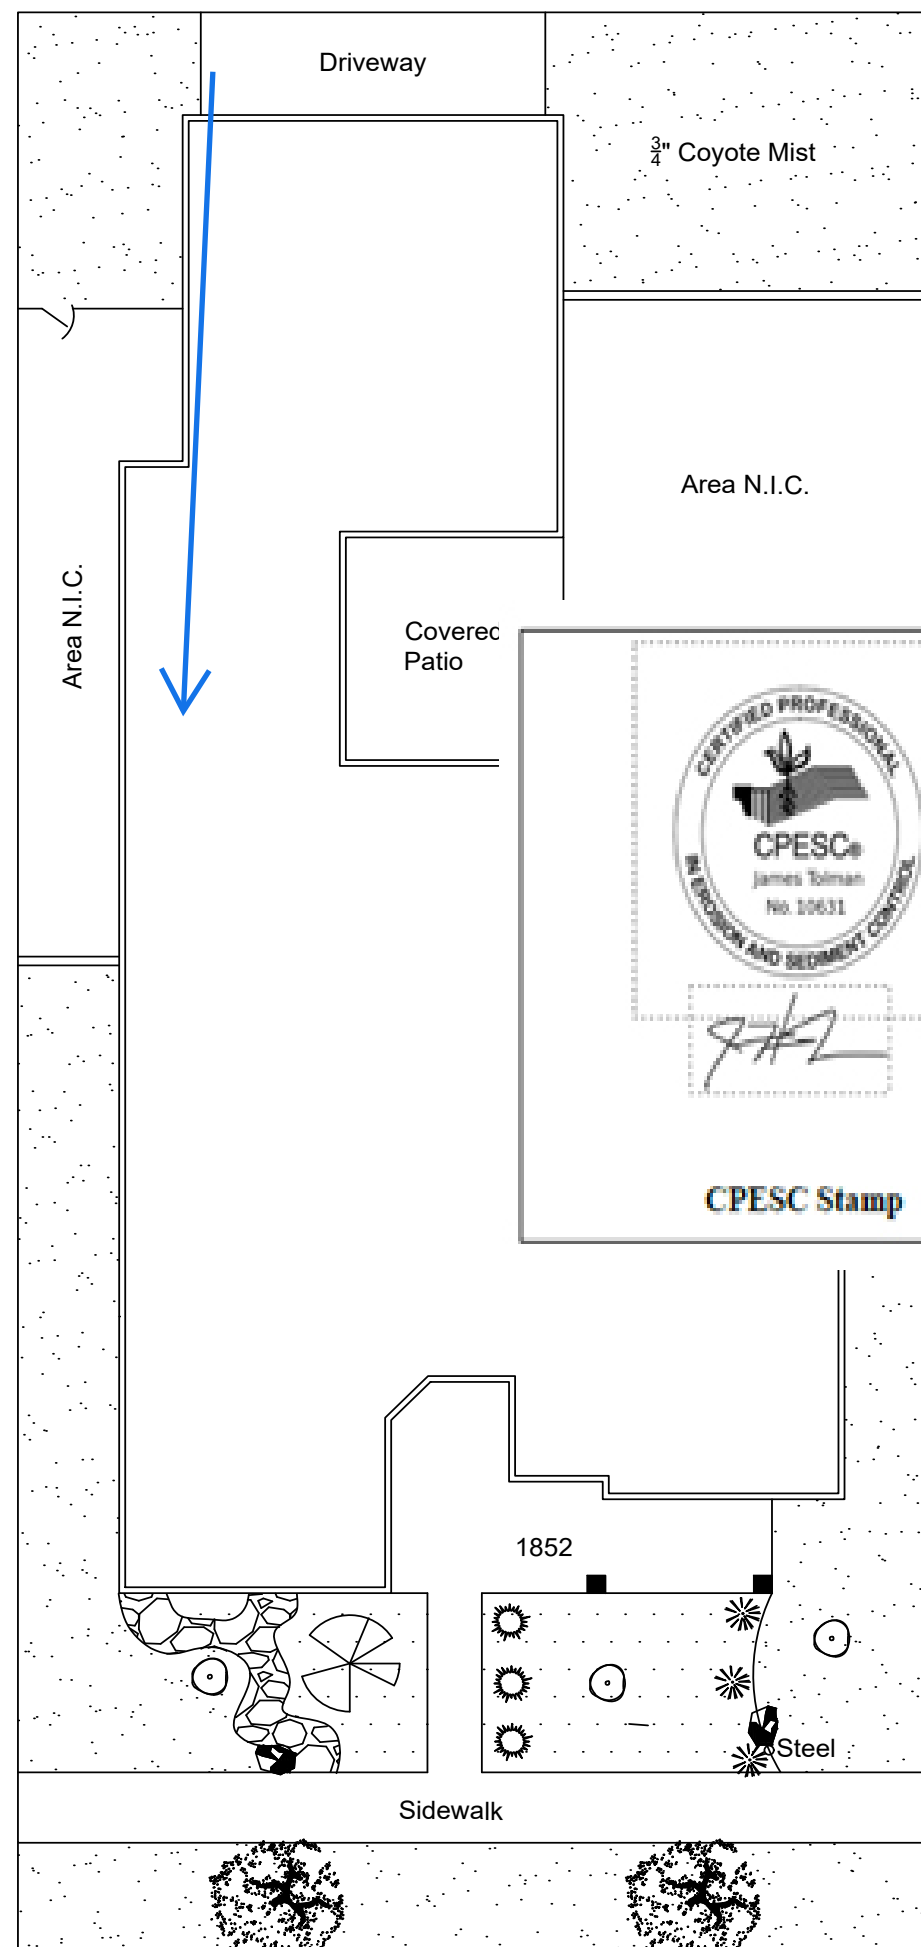 Driveway
3/4" Coyote Mist
Area N.I.C.
Area N.I.C.
Covered
Patio
CERTIFIED PROFESSIONAL
IN EROSION AND SEDIMENT CONTROL
CPESC®
James Tolman
No. 10631
CPESC Stamp
1852
Steel
Sidewalk